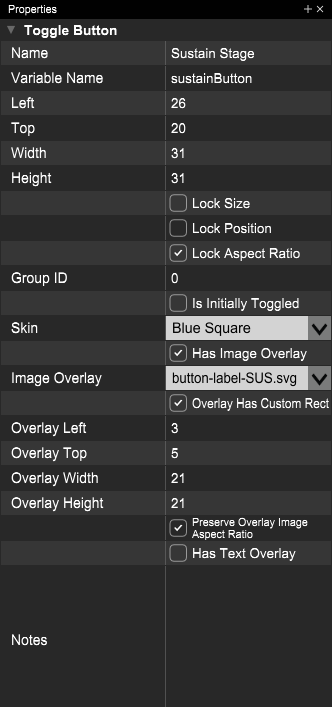 Properties
Toggle Button
Name Sustain Stage
Variable Name sustainButton
Left 26
Top 20
Width 31
Height 31
Lock Size
Lock Position
Lock Aspect Ratio
Group ID 0
Is Initially Toggled
Skin Blue Square
Has Image Overlay
Image Overlay button-label-SUS.svg
Overlay Has Custom Rect
Overlay Left 3
Overlay Top 5
Overlay Width 21
Overlay Height 21
Preserve Overlay Image
Aspect Ratio
Has Text Overlay
Notes